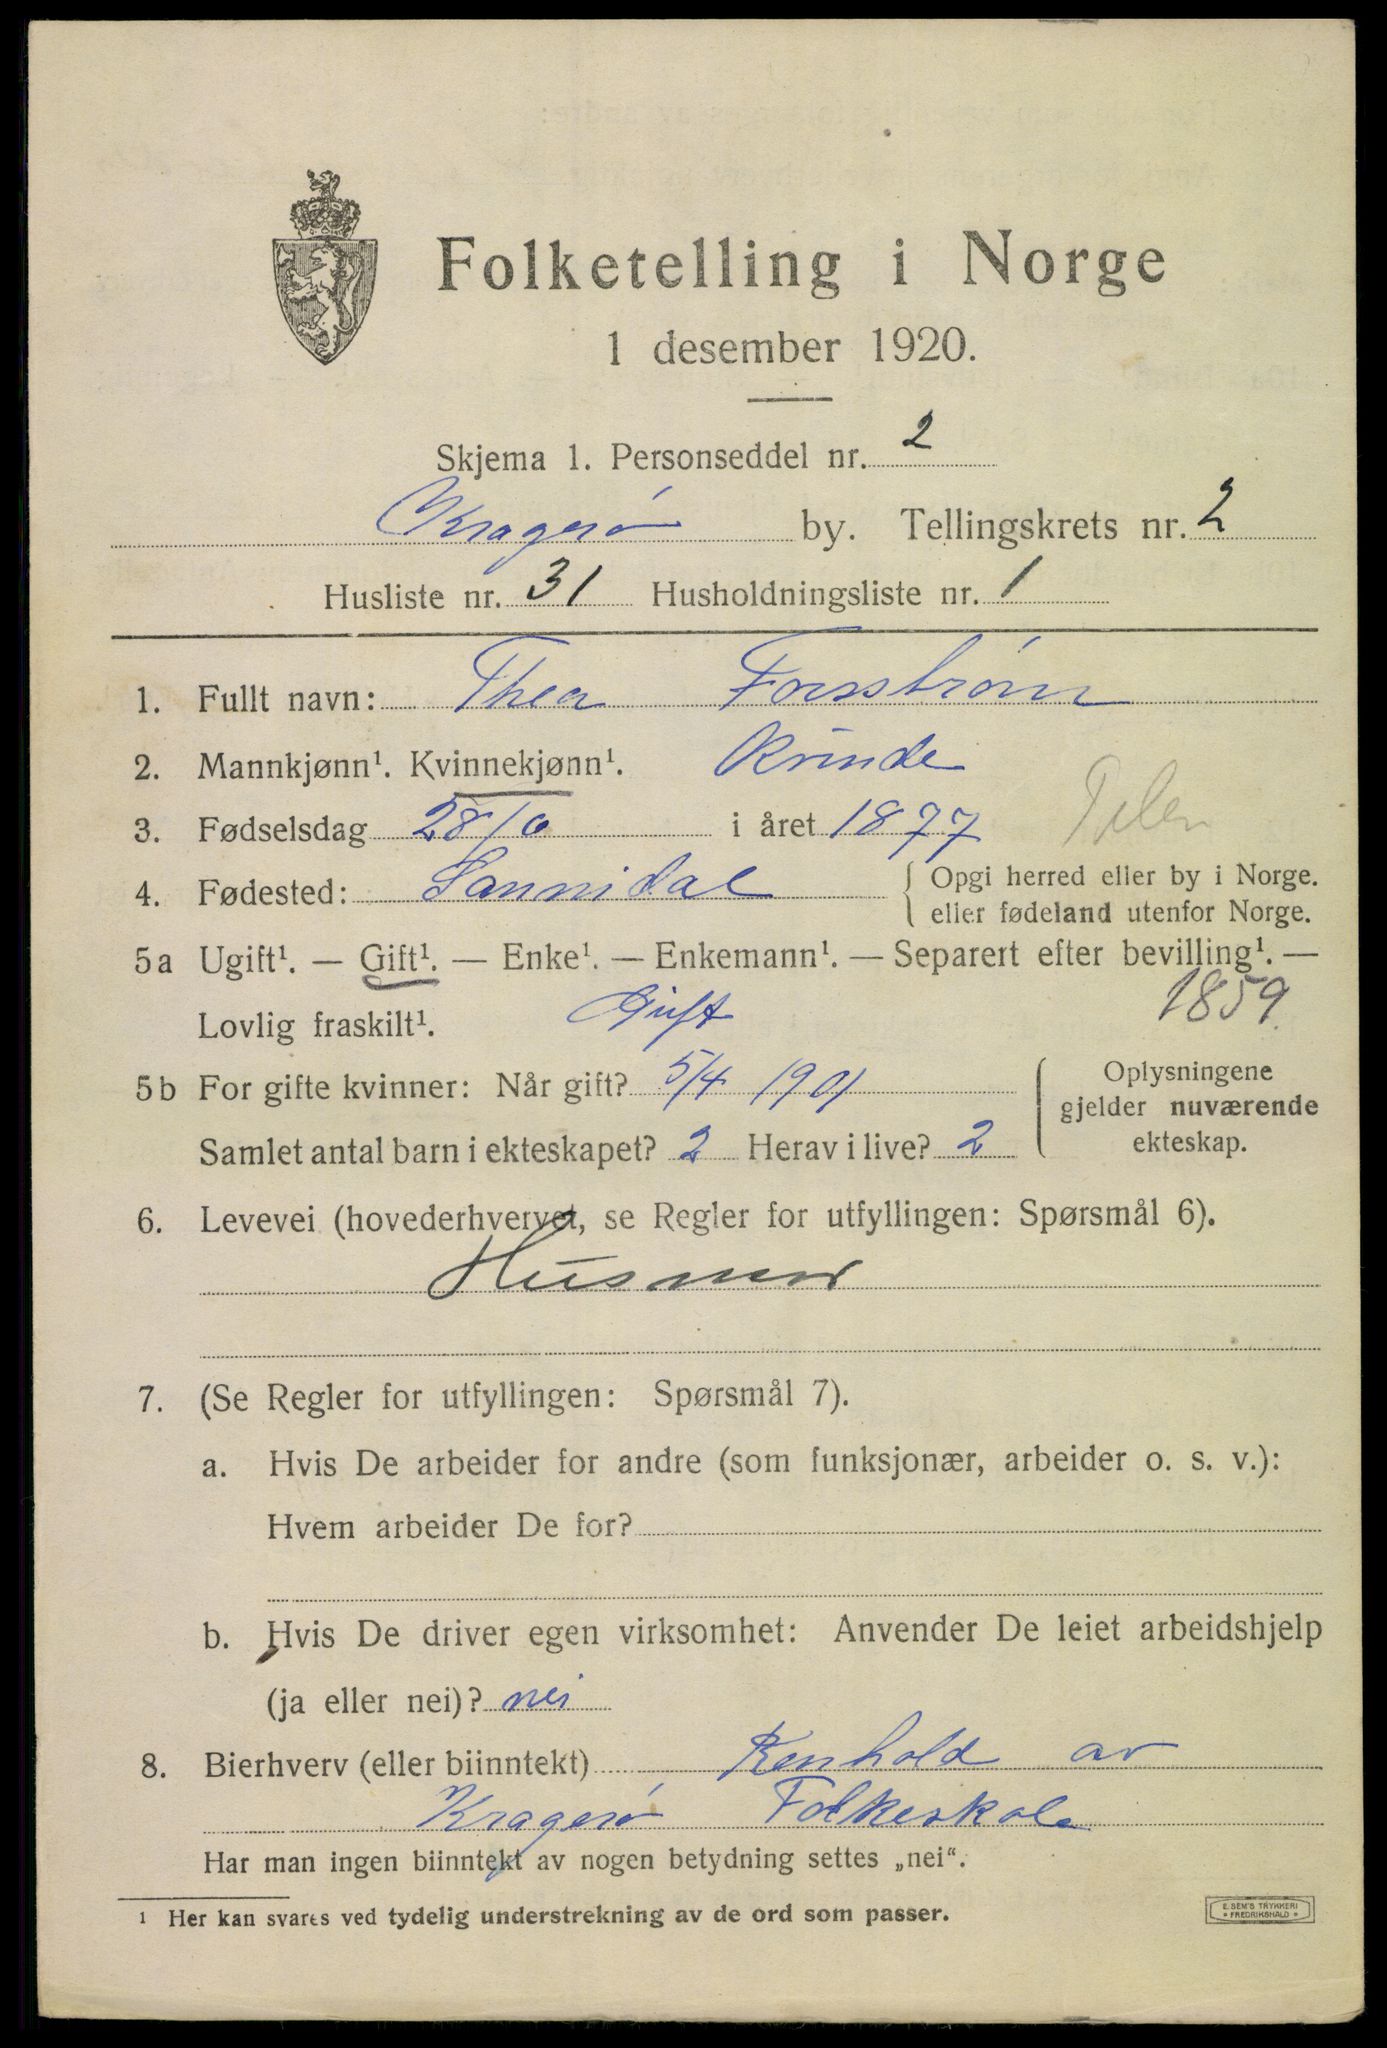 Folketelling i Norge
1 desember 1920.
Skjema 1. Personseddel nr. 2
Kragerø by. Tellingskrets nr. 2
Husliste nr. 31 Husholdningsliste nr. 1
1. Fullt navn: Thea Forsstrøm
2. Mannkjønn¹. Kvinnekjønn¹. Kvinde
3. Fødselsdag 28/6 i året 1877
4. Fødested: Sannidal { Opgi herred eller by i Norge.
eller fødeland utenfor Norge.
5a Ugift¹. — Gift¹. — Enke¹. — Enkemann¹. — Separert efter bevilling¹. —
Lovlig fraskilt¹. Gift 1859
5b For gifte kvinner: Når gift? 5/4 1901
Samlet antal barn i ekteskapet? 2 Herav i live? 2
Oplysningene
gjelder nuværende
ekteskap.
6. Levevei (hovederhvervet, se Regler for utfyllingen: Spørsmål 6).
Husmor
7. (Se Regler for utfyllingen: Spørsmål 7).
a. Hvis De arbeider for andre (som funksjonær, arbeider o. s. v.):
Hvem arbeider De for?
b. Hvis De driver egen virksomhet: Anvender De leiet arbeidshjelp
(ja eller nei)? nei
8. Bierhverv (eller biinntekt) Renhold av
Kragerø Folkeskole
Har man ingen biinntekt av nogen betydning settes „nei“.
¹ Her kan svares ved tydelig understrekning av de ord som passer.
E. SEM'S TRYKKERI
FREDRIKSHALD